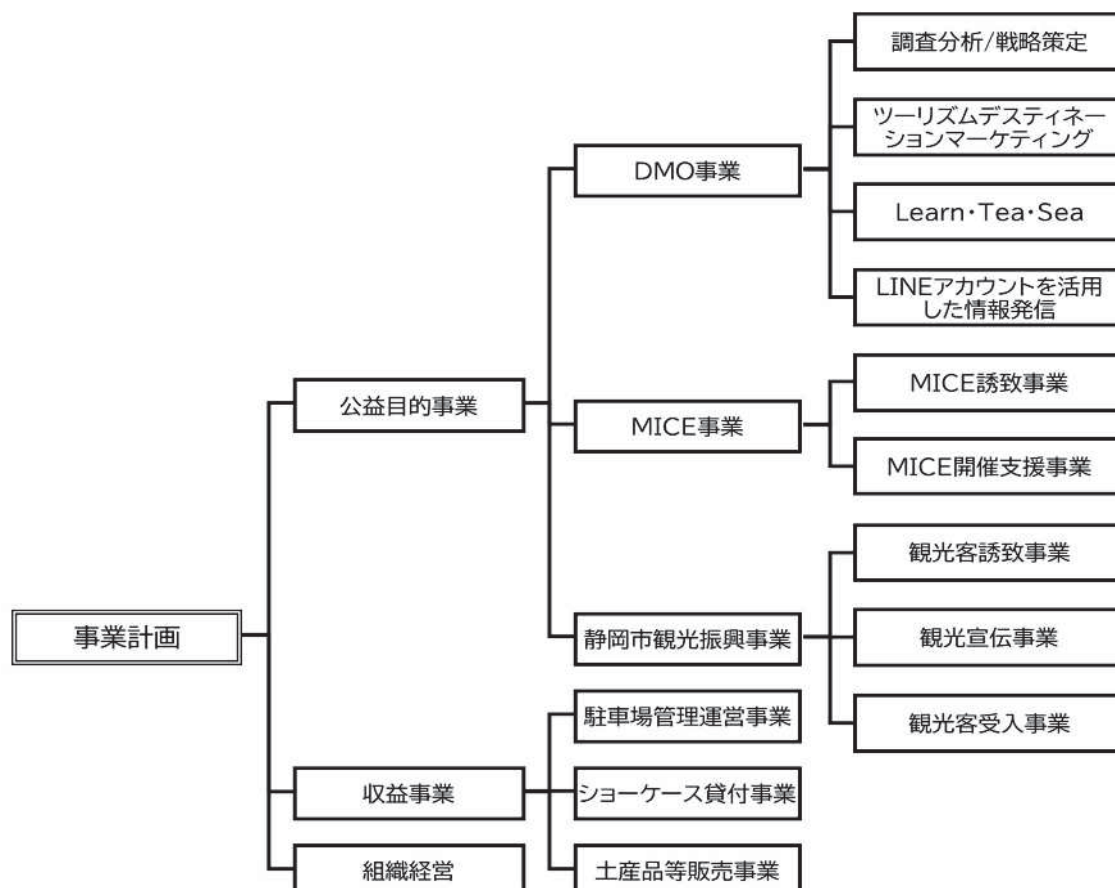 事業計画
公益目的事業
DMO事業
調査分析/戦略策定
ツーリズムデスティネー
ションマーケティング
Learn・Tea・Sea
LINEアカウントを活用
した情報発信
MICE事業
MICE誘致事業
MICE開催支援事業
静岡市観光振興事業
観光客誘致事業
観光宣伝事業
観光客受入事業
収益事業
駐車場管理運営事業
ショーケース貸付事業
土産品等販売事業
組織経営